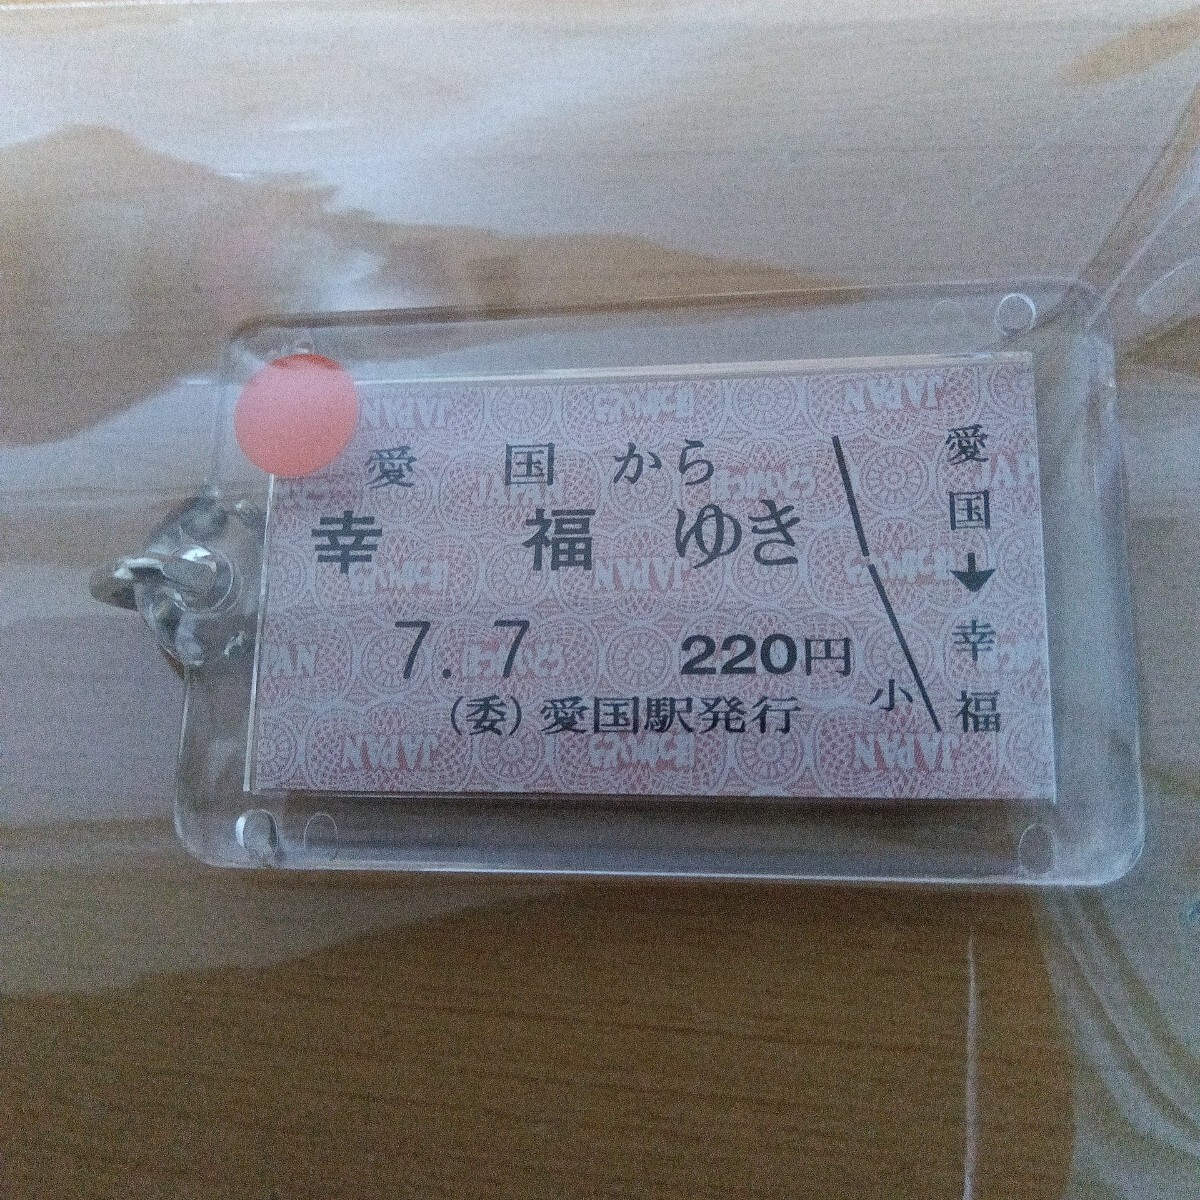 愛国から
幸福ゆき
7.7 220円
(委)愛国駅発行
小
愛国→幸福